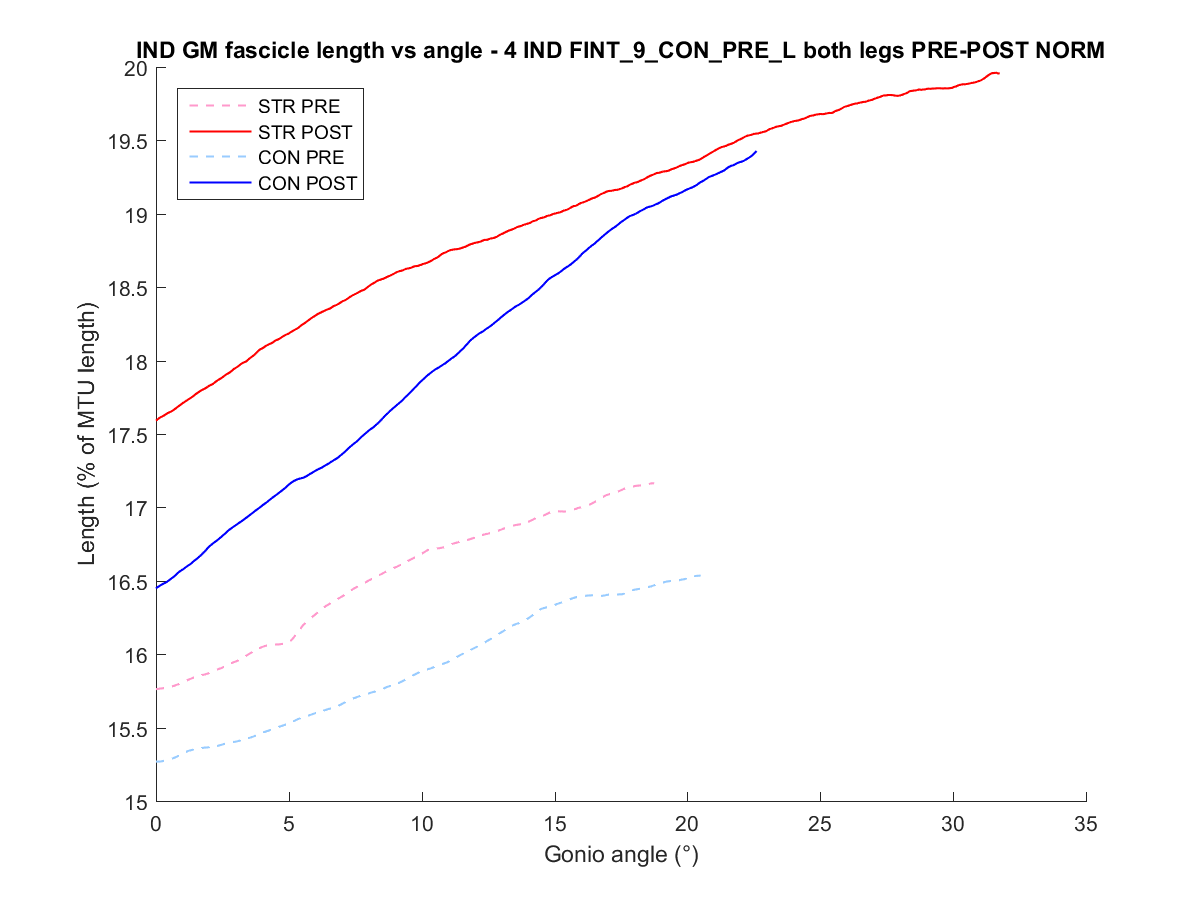 IND GM fascicle length vs angle - 4 IND FINT_9_CON_PRE_L both legs PRE-POST NORM
20
19.5
19
18.5
18
17.5
17
16.5
16
15.5
15
Length (% of MTU length)
STR PRE
STR POST
CON PRE
CON POST
0 5 10 15 20 25 30 35
Gonio angle (°)